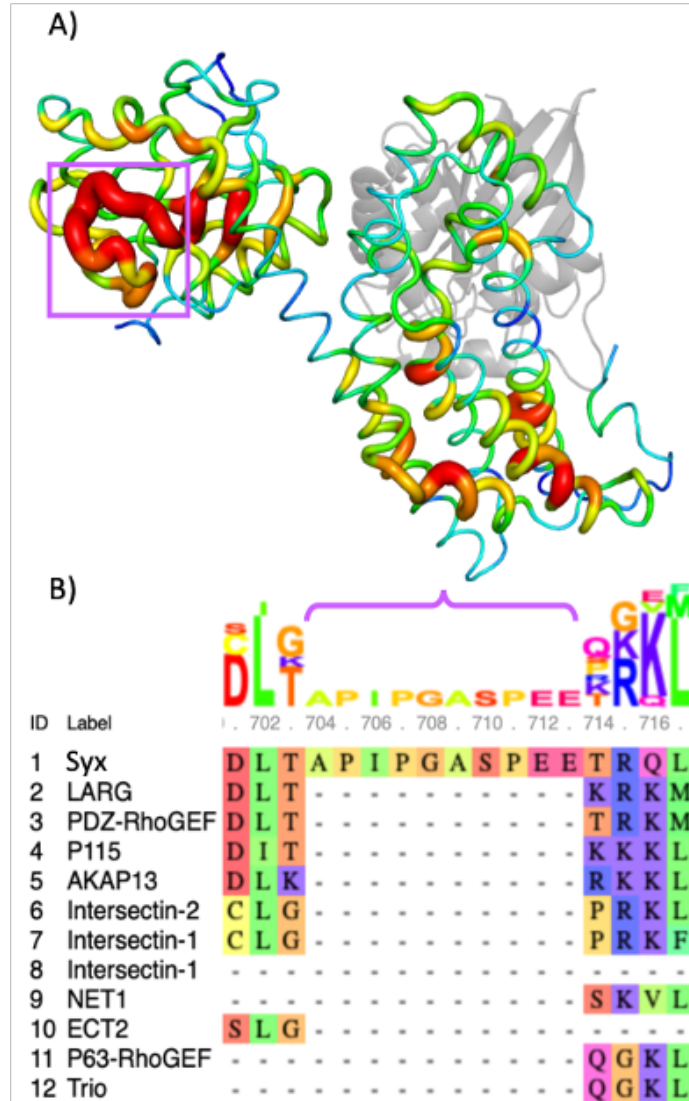 A)
B)
S I G Q G E F
C K P K V M
D L T A P I P G A S P E E T R Q L
. 702 . 704 . 706 . 708 . 710 . 712 . 714 . 716 .
ID Label
1 Syx D L T A P I P G A S P E E T R Q L
2 LARG D L T - - - - - - - - - - K R K M
3 PDZ-RhoGEF D L T - - - - - - - - - - T R K M
4 P115 D I T - - - - - - - - - - K K K L
5 AKAP13 D L K - - - - - - - - - - R K K L
6 Intersectin-2 C L G - - - - - - - - - - P R K L
7 Intersectin-1 C L G - - - - - - - - - - P R K F
8 Intersectin-1 - - - - - - - - - - - - - - - - -
9 NET1 - - - - - - - - - - - - - S K V L
10 ECT2 S L G - - - - - - - - - - - - - -
11 P63-RhoGEF - - - - - - - - - - - - - Q G K L
12 Trio - - - - - - - - - - - - - Q G K L